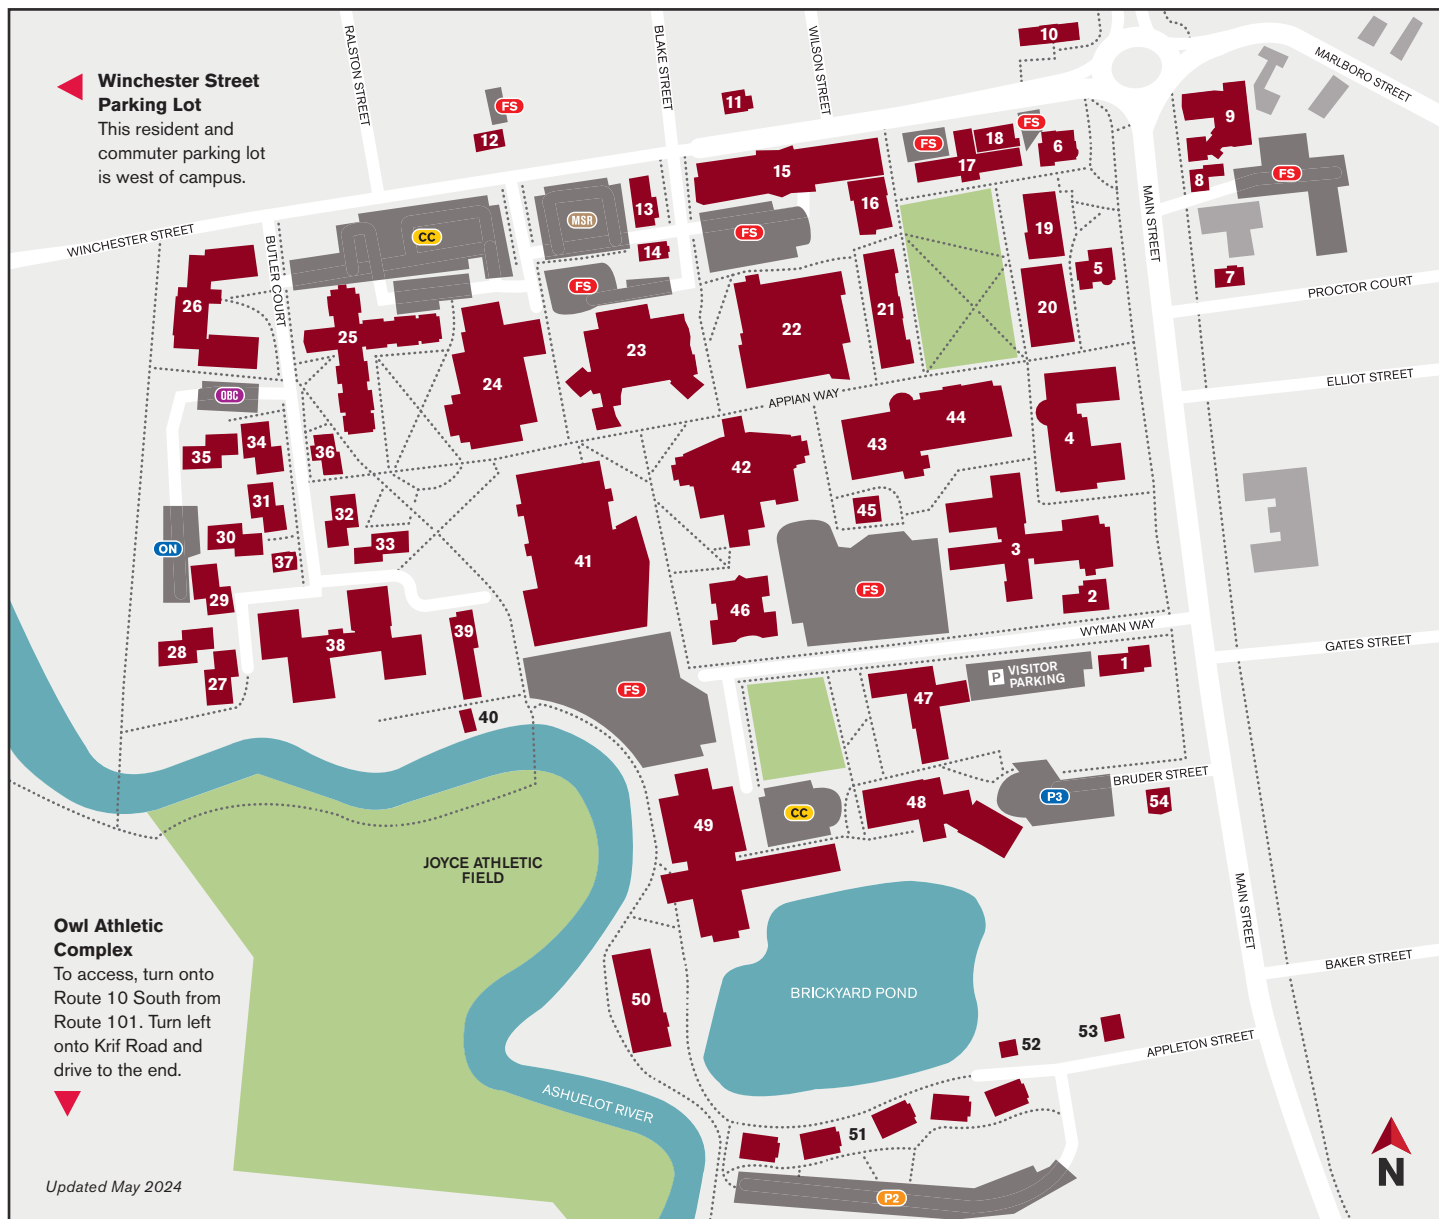 Winchester Street
Parking Lot
This resident and
commuter parking lot
is west of campus.
RALSTON STREET
BLAKE STREET
WILSON STREET
MARLBORO STREET
WINCHESTER STREET
BUTLER COURT
MAIN STREET
PROCTOR COURT
ELLIOT STREET
APPIAN WAY
WYMAN WAY
GATES STREET
BRUDER STREET
MAIN STREET
BAKER STREET
APPLETON STREET
10
11
12
FS
FS
18
FS
6
17
9
8
FS
7
15
16
13
14
MSR
FS
FS
CC
19
5
20
21
22
23
24
25
26
OBC
34
35
36
31
30
32
33
37
ON
29
28
27
38
39
40
41
42
43
44
4
45
3
2
46
FS
FS
P VISITOR
PARKING
1
47
48
P3
54
CC
49
50
JOYCE ATHLETIC
FIELD
BRICKYARD POND
ASHUELOT RIVER
51
52
53
P2
Owl Athletic
Complex
To access, turn onto
Route 10 South from
Route 101. Turn left
onto Krif Road and
drive to the end.
Updated May 2024
N